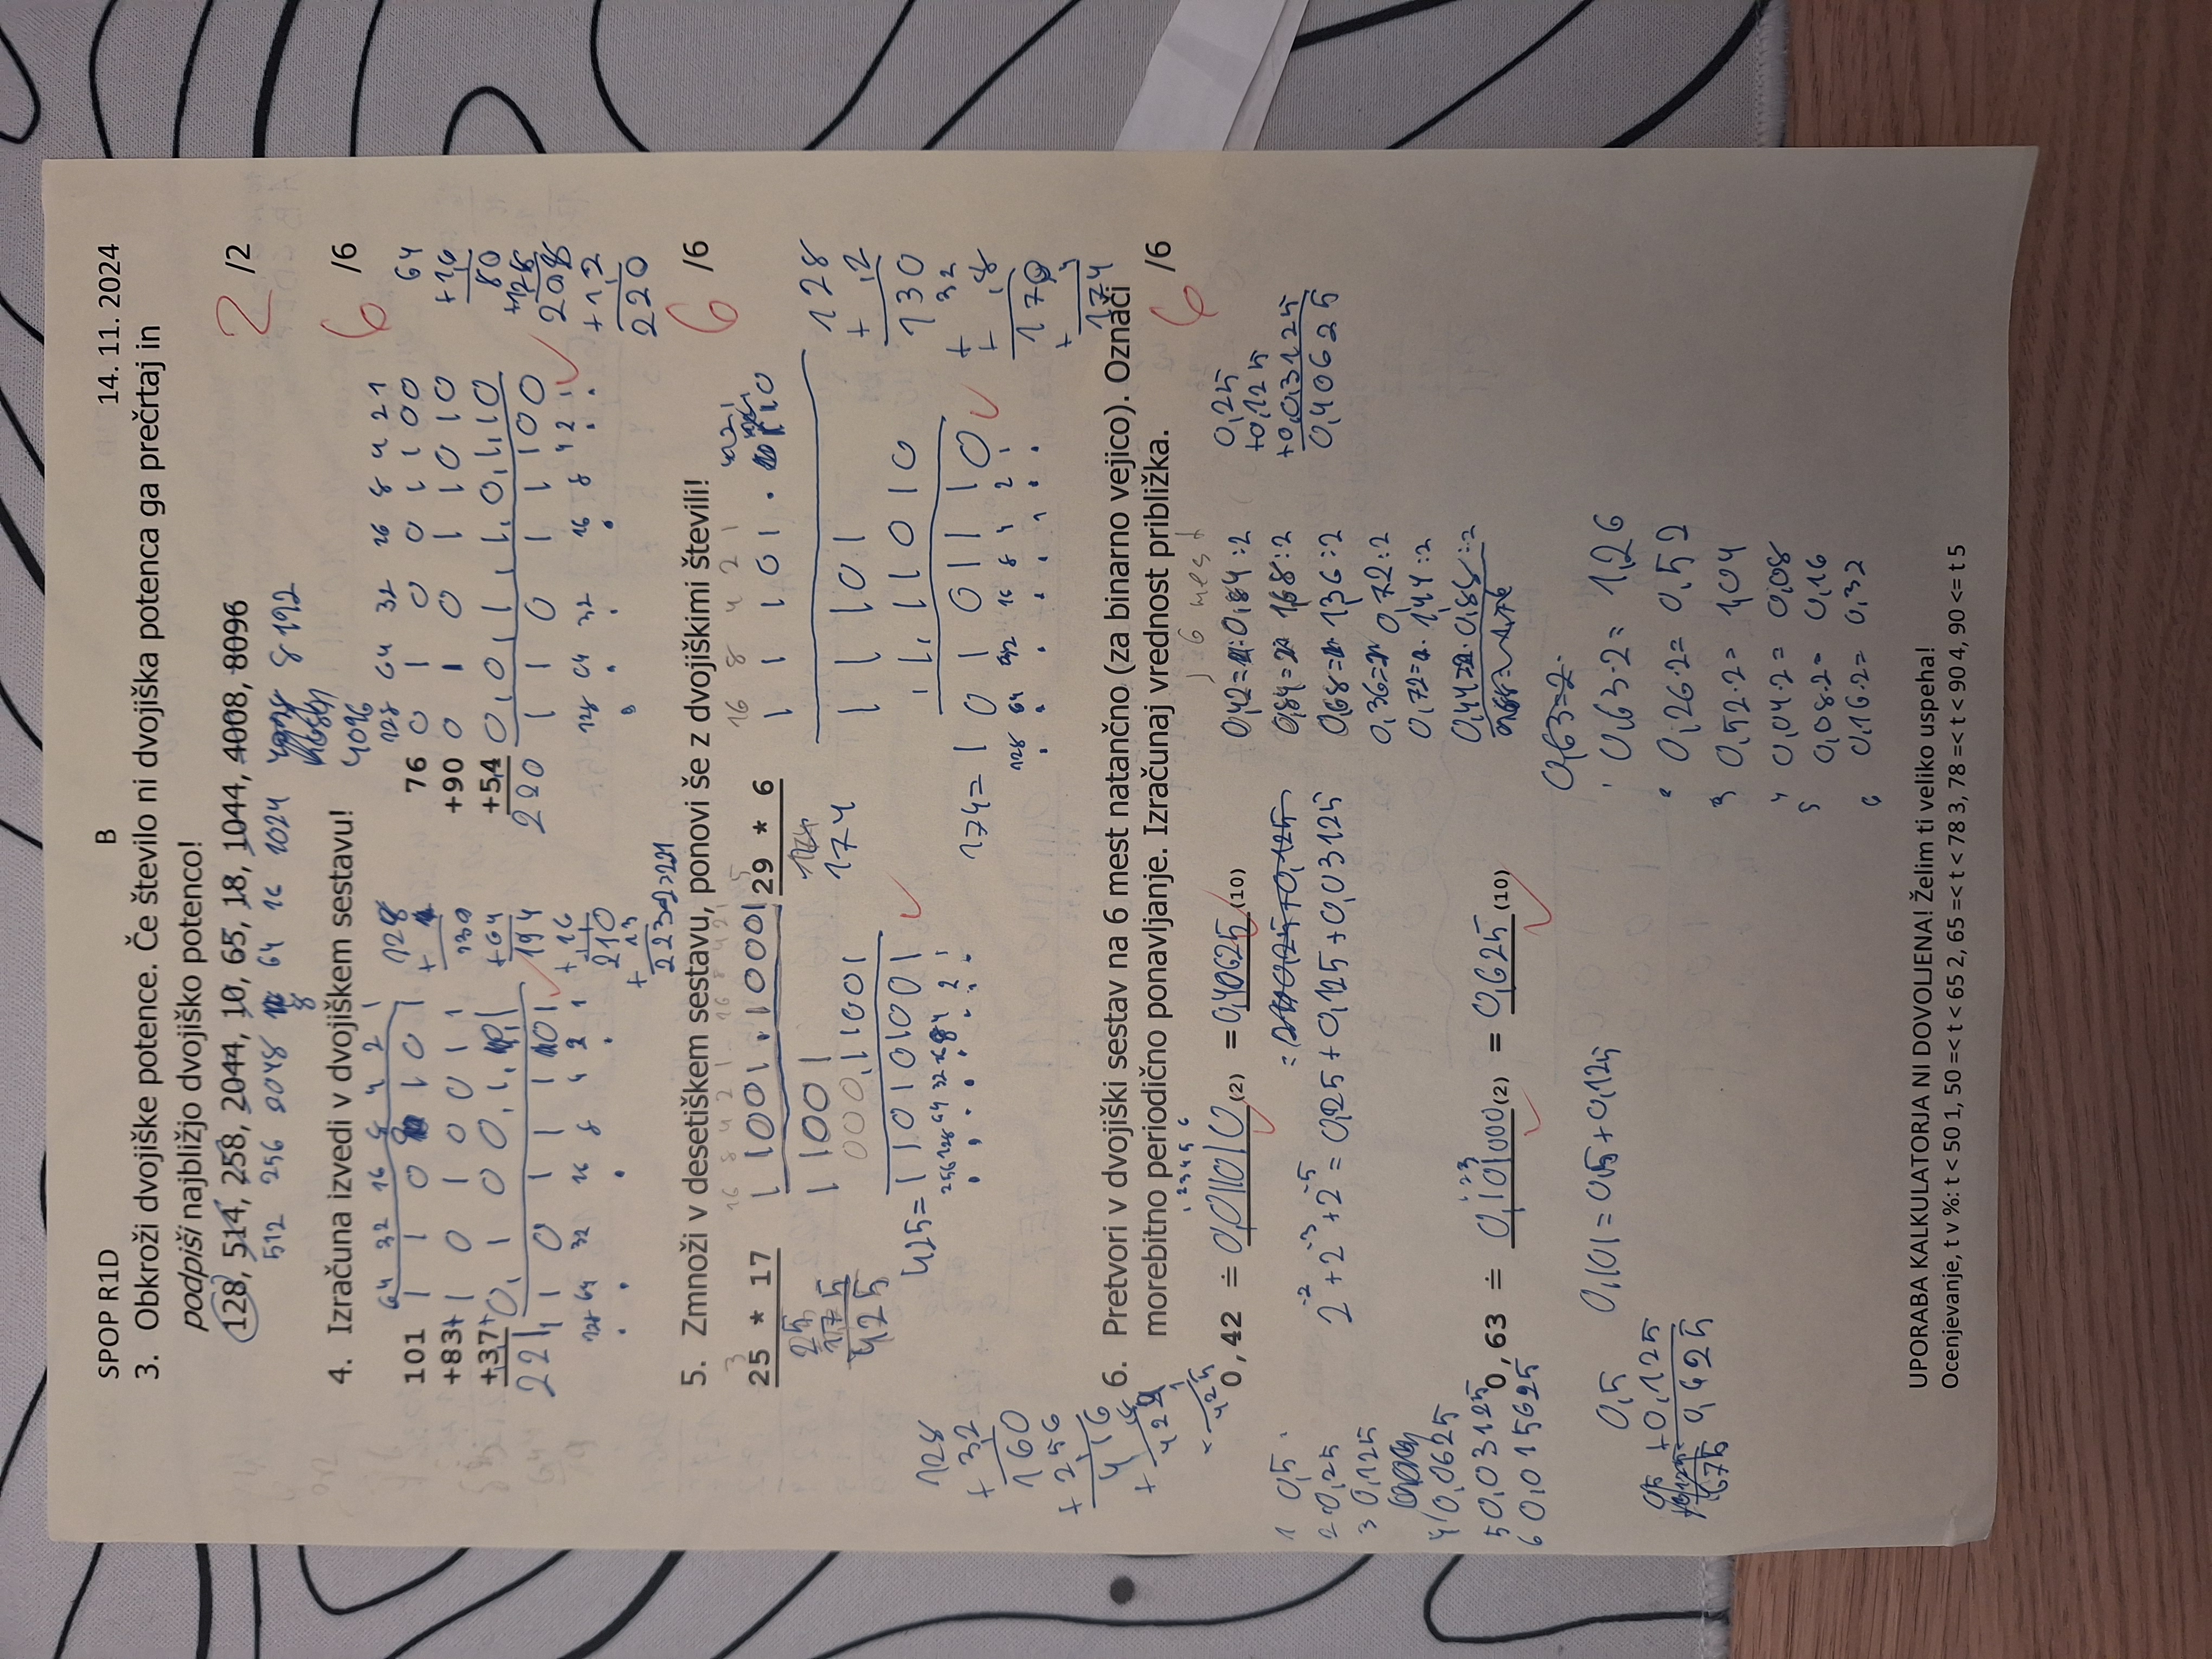 SPOP R1D B 14. 11. 2024
3. Obkroži dvojiške potence. Če število ni dvojiška potenca ga prečrtaj in
podpiši najbližjo dvojiško potenco!
128, 514, 258, 2044, 10, 65, 18, 1044, 4008, 8096 2 /2
512 256 2048 64 16 1024 8192
8
4096
4. Izračuna izvedi v dvojiškem sestavu! 6 /6
64 32 16 8 4 2 1 128 128 64 32 16 8 4 2 1
101 1 1 0 0 1 0 1 76 0 1 0 0 1 1 0 0 64
+83+ 1 0 1 0 0 1 1 130 +90 0 1 0 1 1 0 1 0 +16
+37+ 0 1 0 0 1 0 1 +64 +54 0 0 1 1 0 1 1 0 80
221 1 1 0 1 1 1 0 1 194 220 1 1 0 1 1 1 0 0 +128
128 64 32 16 8 4 2 1 +16 128 64 32 16 8 4 2 1 208
210 +12
+ 13 220
223-2=221
5. Zmnoži v desetiškem sestavu, ponovi še z dvojiškimi števili! 6 /6
16 8 4 2 1 16 8 4 2 1 16 8 4 2 1 4 2 1
25 * 17 11001 . 10001 29 * 6 11101 . 110
25 11001 174 11101 128
175 00011001 111010 + 2
425 130
425= 110101001 174= 10101110 + 32
256 128 64 32 16 8 4 2 1 128 64 32 16 8 4 2 1 + 8
128 170
+ 32 + 4
160 174
+ 256
416
425
6. Pretvori v dvojiški sestav na 6 mest natančno (za binarno vejico). Označi
morebitno periodično ponavljanje. Izračunaj vrednost približka. 6 /6
1 2 3 4 5 6 6 mest
0,42 ≐ 0,011010 (2) = 0,40625 (10)
= 0,25+0,125
2⁻²+2⁻³+2⁻⁵= 0,25+0,125+0,03125
1 0,5
2 0,25
3 0,125
4 0,0625
5 0,03125
6 0,015625
0,42= 0,84 :2
0,84= 1,68 :2
0,68= 1,36 :2
0,36= 0,72:2
0,72= 1,44 :2
0,44= 0,88 :2
0,25
+0,125
+0,03125
0,40625
1 2 3
0,63 ≐ 0,101000 (2) = 0,625 (10)
0,101= 0,5+0,125
0,5
+0,125
0,625
0,63=2.
1 0,63·2= 1,26
2 0,26·2= 0,52
3 0,52·2= 1,04
4 0,04·2= 0,08
5 0,08·2= 0,16
6 0,16·2= 0,32
UPORABA KALKULATORJA NI DOVOLJENA! Želim ti veliko uspeha!
Ocenjevanje, t v %: t < 50 1, 50 =< t < 65 2, 65 =< t < 78 3, 78 =< t < 90 4, 90 <= t 5